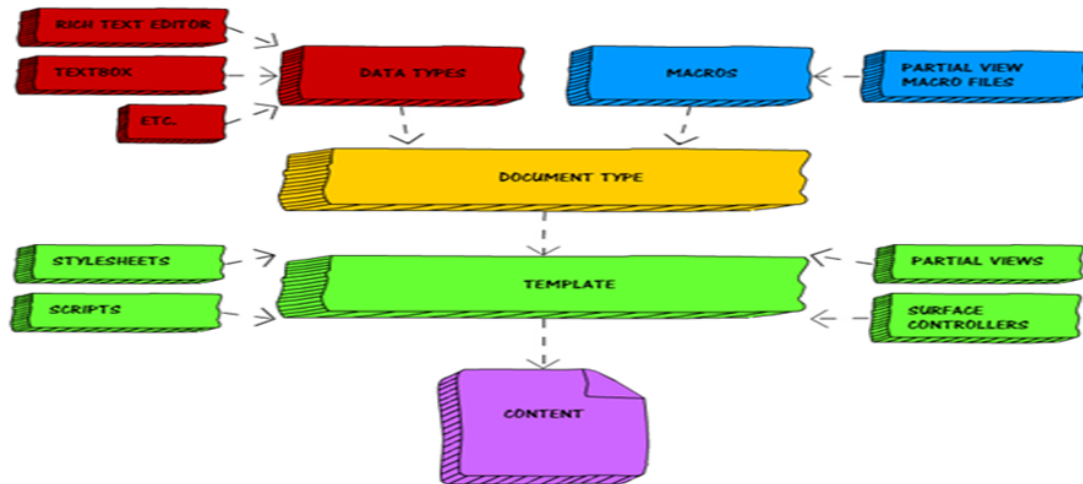 RICH TEXT EDITOR
TEXTBOX
ETC.
DATA TYPES
MACROS
PARTIAL VIEW
MACRO FILES
DOCUMENT TYPE
STYLESHEETS
SCRIPTS
TEMPLATE
PARTIAL VIEWS
SURFACE
CONTROLLERS
CONTENT